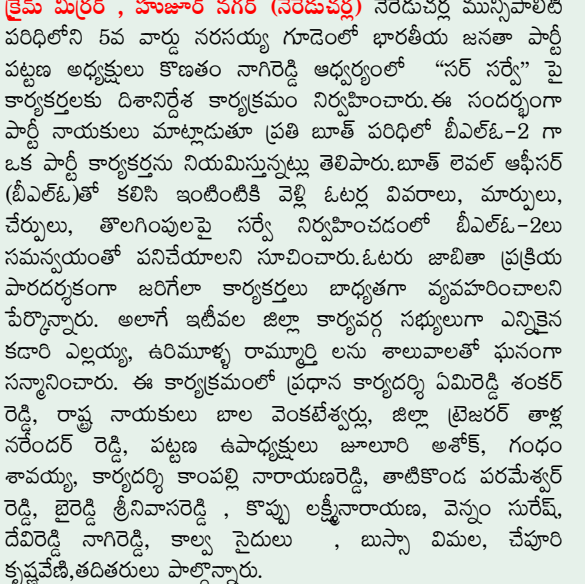 క్రైమ్ మిర్రర్ , హుజూర్ నగర్ (నేరేడుచర్ల) నేరేడుచర్ల మున్సిపాలిటీ
పరిధిలోని 5వ వార్డు నరసయ్య గూడెంలో భారతీయ జనతా పార్టీ
పట్టణ అధ్యక్షులు కొణతం నాగిరెడ్డి ఆధ్వర్యంలో “సర్ సర్వే” పై
కార్యకర్తలకు దిశానిర్దేశ కార్యక్రమం నిర్వహించారు.ఈ సందర్భంగా
పార్టీ నాయకులు మాట్లాడుతూ ప్రతి బూత్ పరిధిలో బీఎల్ఓ-2 గా
ఒక పార్టీ కార్యకర్తను నియమిస్తున్నట్లు తెలిపారు.బూత్ లెవల్ ఆఫీసర్
(బీఎల్ఓ)తో కలిసి ఇంటింటికి వెళ్లి ఓటర్ల వివరాలు, మార్పులు,
చేర్పులు, తొలగింపులపై సర్వే నిర్వహించడంలో బీఎల్ఓ-2లు
సమన్వయంతో పనిచేయాలని సూచించారు.ఓటరు జాబితా ప్రక్రియ
పారదర్శకంగా జరిగేలా కార్యకర్తలు బాధ్యతగా వ్యవహరించాలని
పేర్కొన్నారు. అలాగే ఇటీవల జిల్లా కార్యవర్గ సభ్యులుగా ఎన్నికైన
కడారి ఎల్లయ్య, ఉరిమూళ్ళ రామ్మూర్తి లను శాలువాలతో ఘనంగా
సన్మానించారు. ఈ కార్యక్రమంలో ప్రధాన కార్యదర్శి ఏమిరెడ్డి శంకర్
రెడ్డి, రాష్ట్ర నాయకులు బాల వెంకటేశ్వర్లు, జిల్లా ట్రెజరర్ తాళ్ల
నరేందర్ రెడ్డి, పట్టణ ఉపాధ్యక్షులు జూలూరి అశోక్, గంధం
శావయ్య, కార్యదర్శి కాంపల్లి నారాయణరెడ్డి, తాటికొండ పరమేశ్వర్
రెడ్డి, బైరెడ్డి శ్రీనివాసరెడ్డి , కొప్పు లక్ష్మీనారాయణ, వెన్నం సురేష్,
దేవిరెడ్డి నాగిరెడ్డి, కాల్వ సైదులు , బుస్సా విమల, చేపూరి
కృష్ణవేణి,తదితరులు పాల్గొన్నారు.